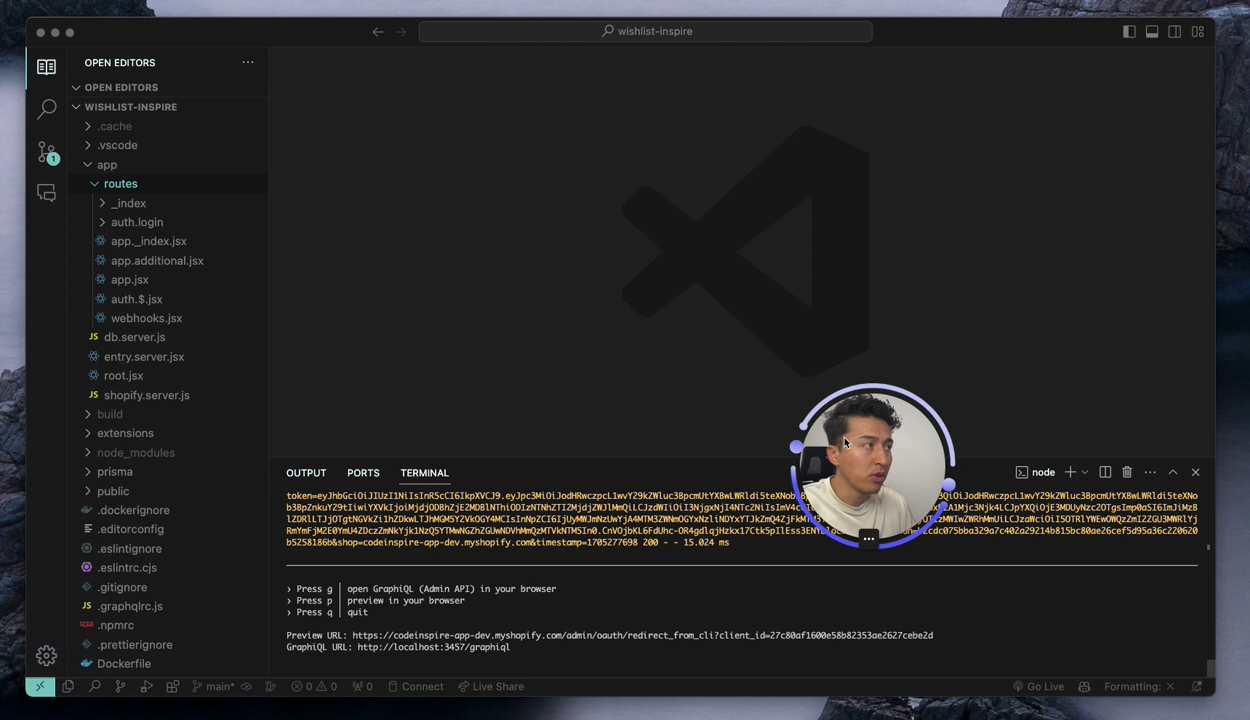 wishlist-inspire
OPEN EDITORS
OPEN EDITORS
WISHLIST-INSPIRE
.cache
.vscode
1
app
routes
_index
auth.login
app._index.jsx
app.additional.jsx
app.jsx
auth.$.jsx
webhooks.jsx
JS db.server.js
entry.server.jsx
root.jsx
JS shopify.server.js
build
extensions
node_modules
prisma
public
.dockerignore
.editorconfig
.eslintignore
.eslintrc.cjs
.gitignore
JS .graphqlrc.js
.npmrc
.prettierignore
Dockerfile
OUTPUT PORTS TERMINAL
node
b5258186b&shop=codeinspire-app-dev.myshopify.com&timestamp=1705277698 200 - - 15.024 ms
› Press g │ open GraphiQL (Admin API) in your browser
› Press p │ preview in your browser
› Press q │ quit
Preview URL: https://codeinspire-app-dev.myshopify.com/admin/oauth/redirect_from_cli?client_id=27c80af1600e58b82353ae2627cebe2d
GraphiQL URL: http://localhost:3457/graphiql
main* 0 0 0 Connect Live Share Go Live Formatting: ×